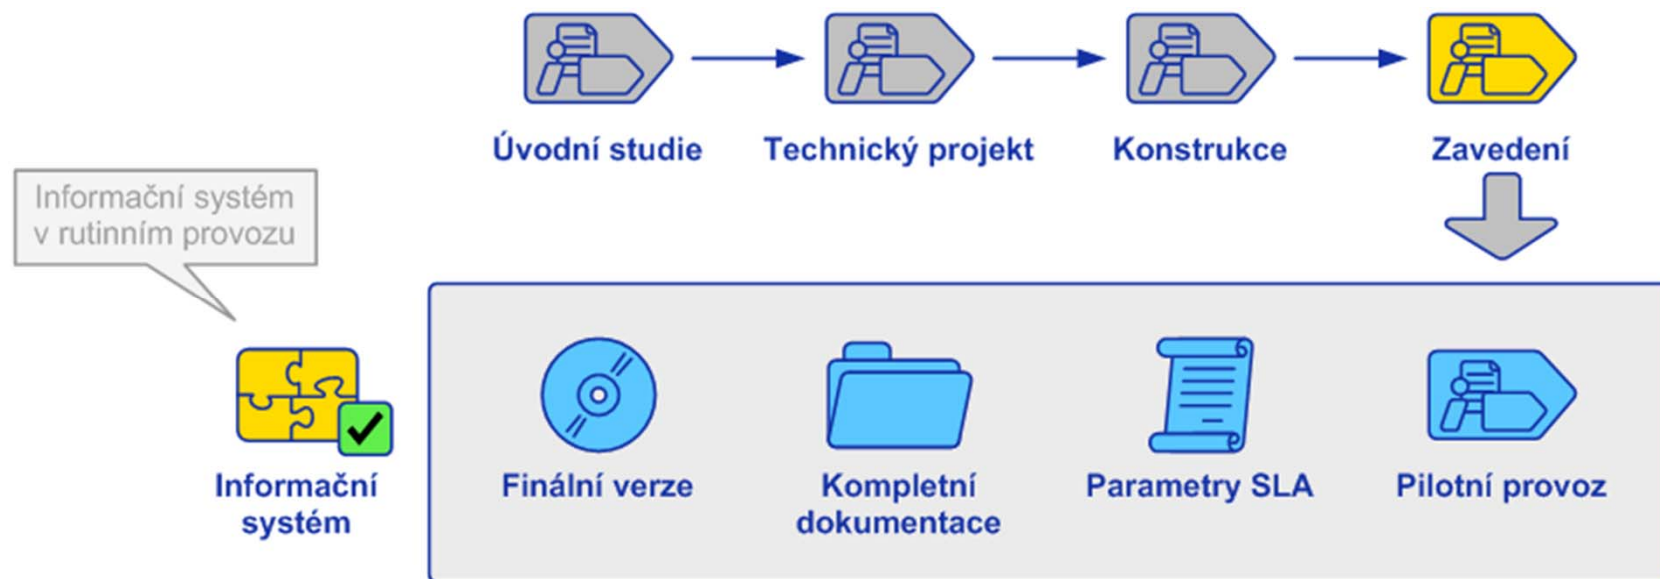 Úvodní studie
Technický projekt
Konstrukce
Zavedení
Informační systém
v rutinním provozu
Informační
systém
Finální verze
Kompletní
dokumentace
Parametry SLA
Pilotní provoz